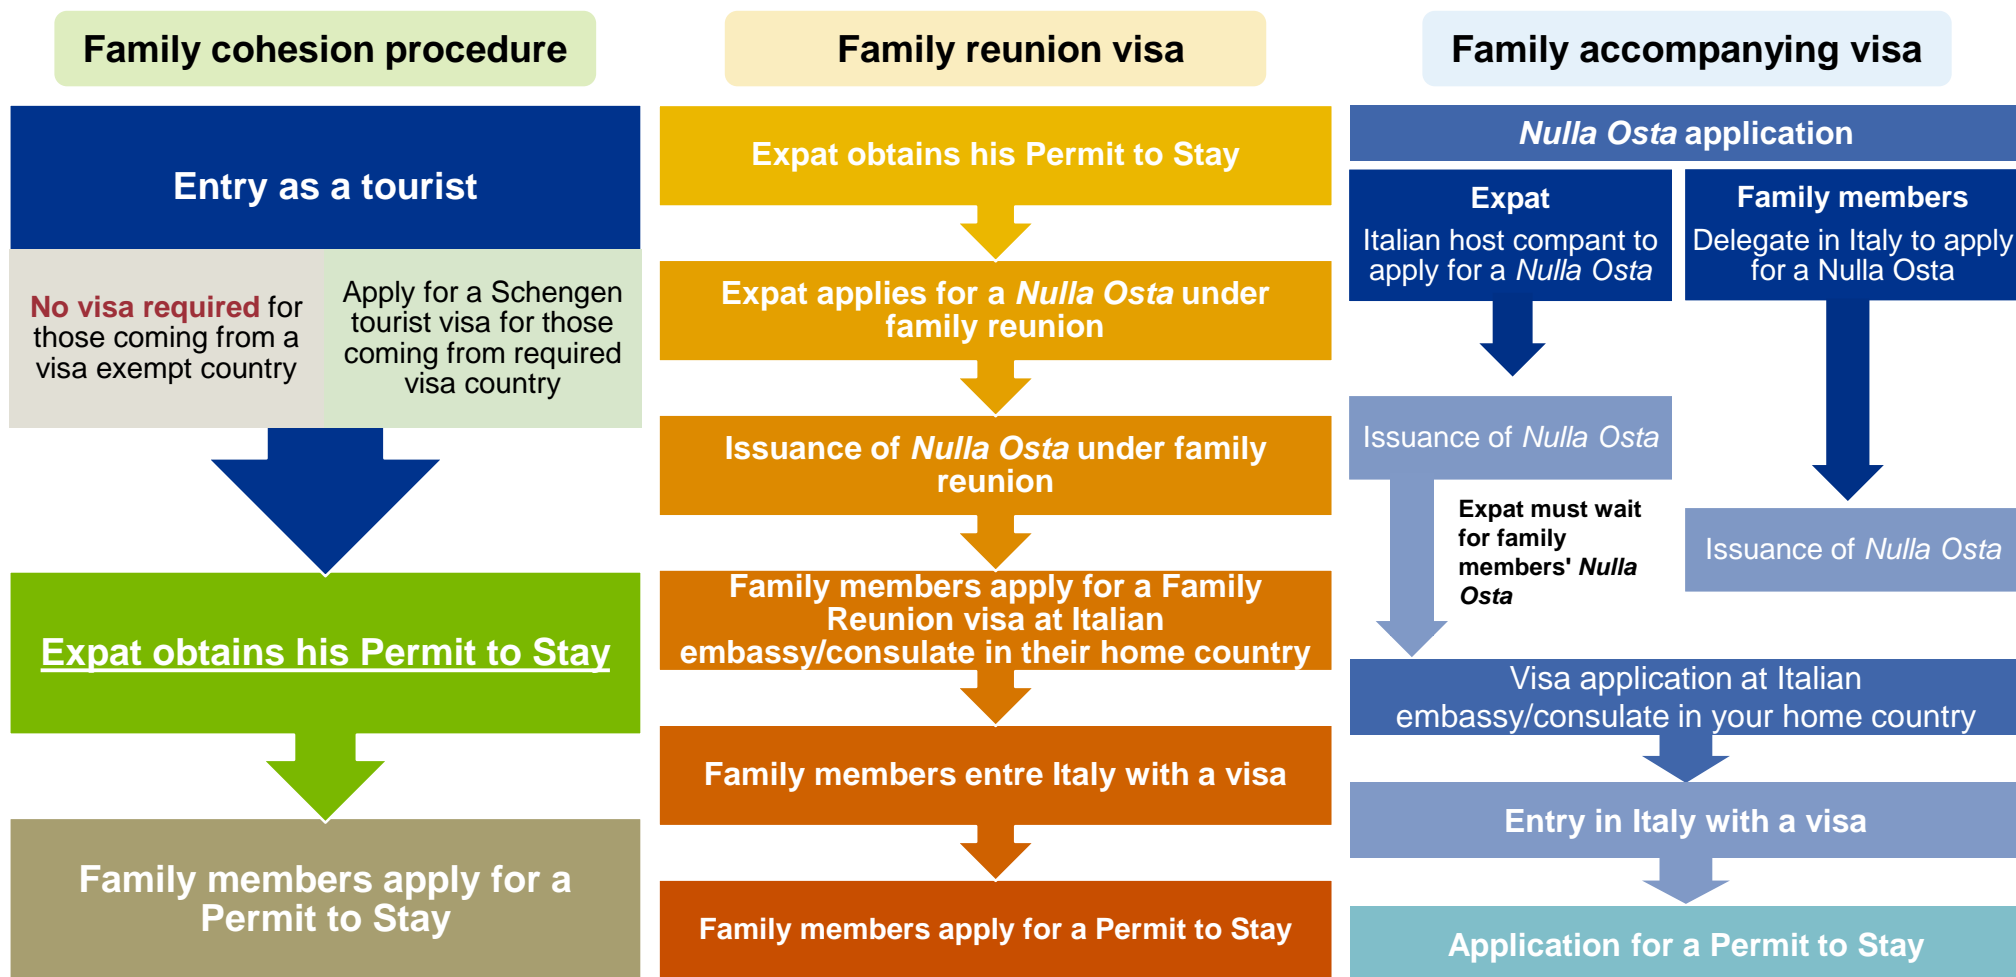 Family cohesion procedure
Entry as a tourist
No visa required for
those coming from a
visa exempt country
Apply for a Schengen
tourist visa for those
coming from required
visa country
Expat obtains his Permit to Stay
Family members apply for a
Permit to Stay
Family reunion visa
Expat obtains his Permit to Stay
Expat applies for a Nulla Osta under
family reunion
Issuance of Nulla Osta under family
reunion
Family members apply for a Family
Reunion visa at Italian
embassy/consulate in their home country
Family members entre Italy with a visa
Family members apply for a Permit to Stay
Family accompanying visa
Nulla Osta application
Expat
Italian host compant to
apply for a Nulla Osta
Family members
Delegate in Italy to apply
for a Nulla Osta
Issuance of Nulla Osta
Expat must wait
for family
members' Nulla
Osta
Issuance of Nulla Osta
Visa application at Italian
embassy/consulate in your home country
Entry in Italy with a visa
Application for a Permit to Stay